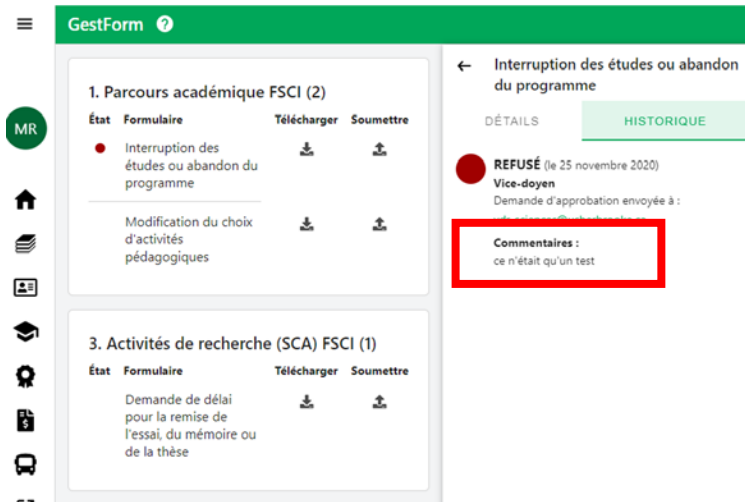 GestForm ?
MR
1. Parcours académique FSCI (2)
État Formulaire Télécharger Soumettre
Interruption des
études ou abandon du
programme
Modification du choix
d'activités
pédagogiques
3. Activités de recherche (SCA) FSCI (1)
État Formulaire Télécharger Soumettre
Demande de délai
pour la remise de
l'essai, du mémoire ou
de la thèse
Interruption des études ou abandon
du programme
DÉTAILS HISTORIQUE
REFUSÉ (le 25 novembre 2020)
Vice-doyen
Demande d'approbation envoyée à :
Commentaires :
ce n'était qu'un test